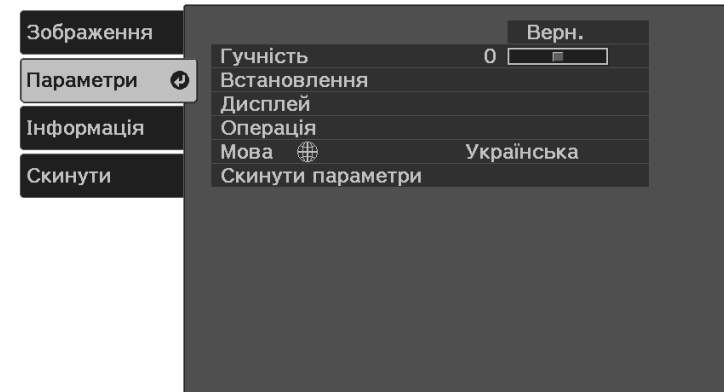 Зображення
Параметри
Інформація
Скинути
Верн.
Гучність 0
Встановлення
Дисплей
Операція
Мова Українська
Скинути параметри